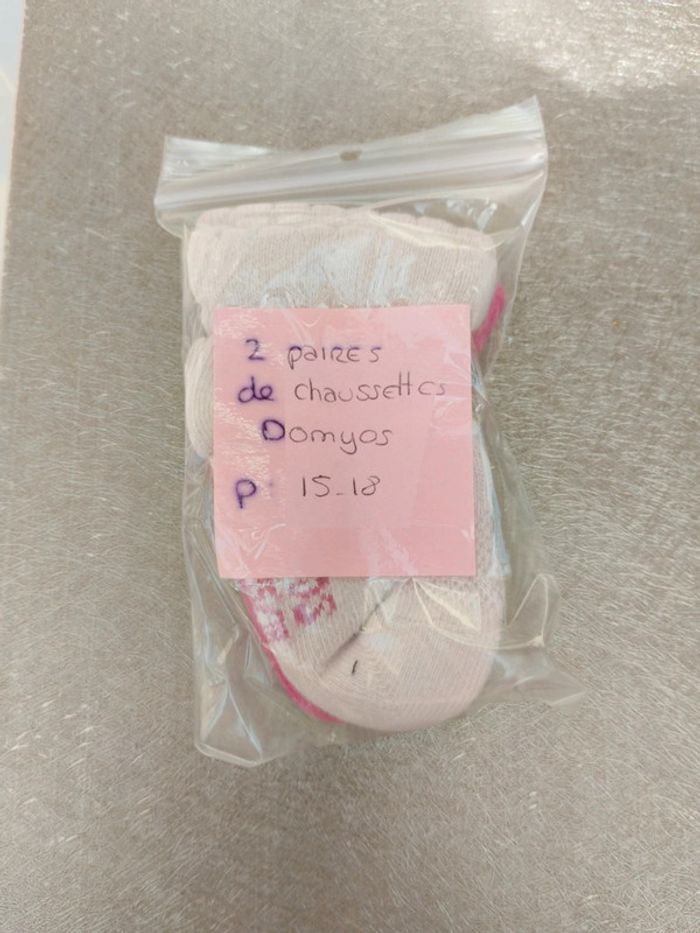 2 paires
de chaussettes
Domyos
P. 15-18